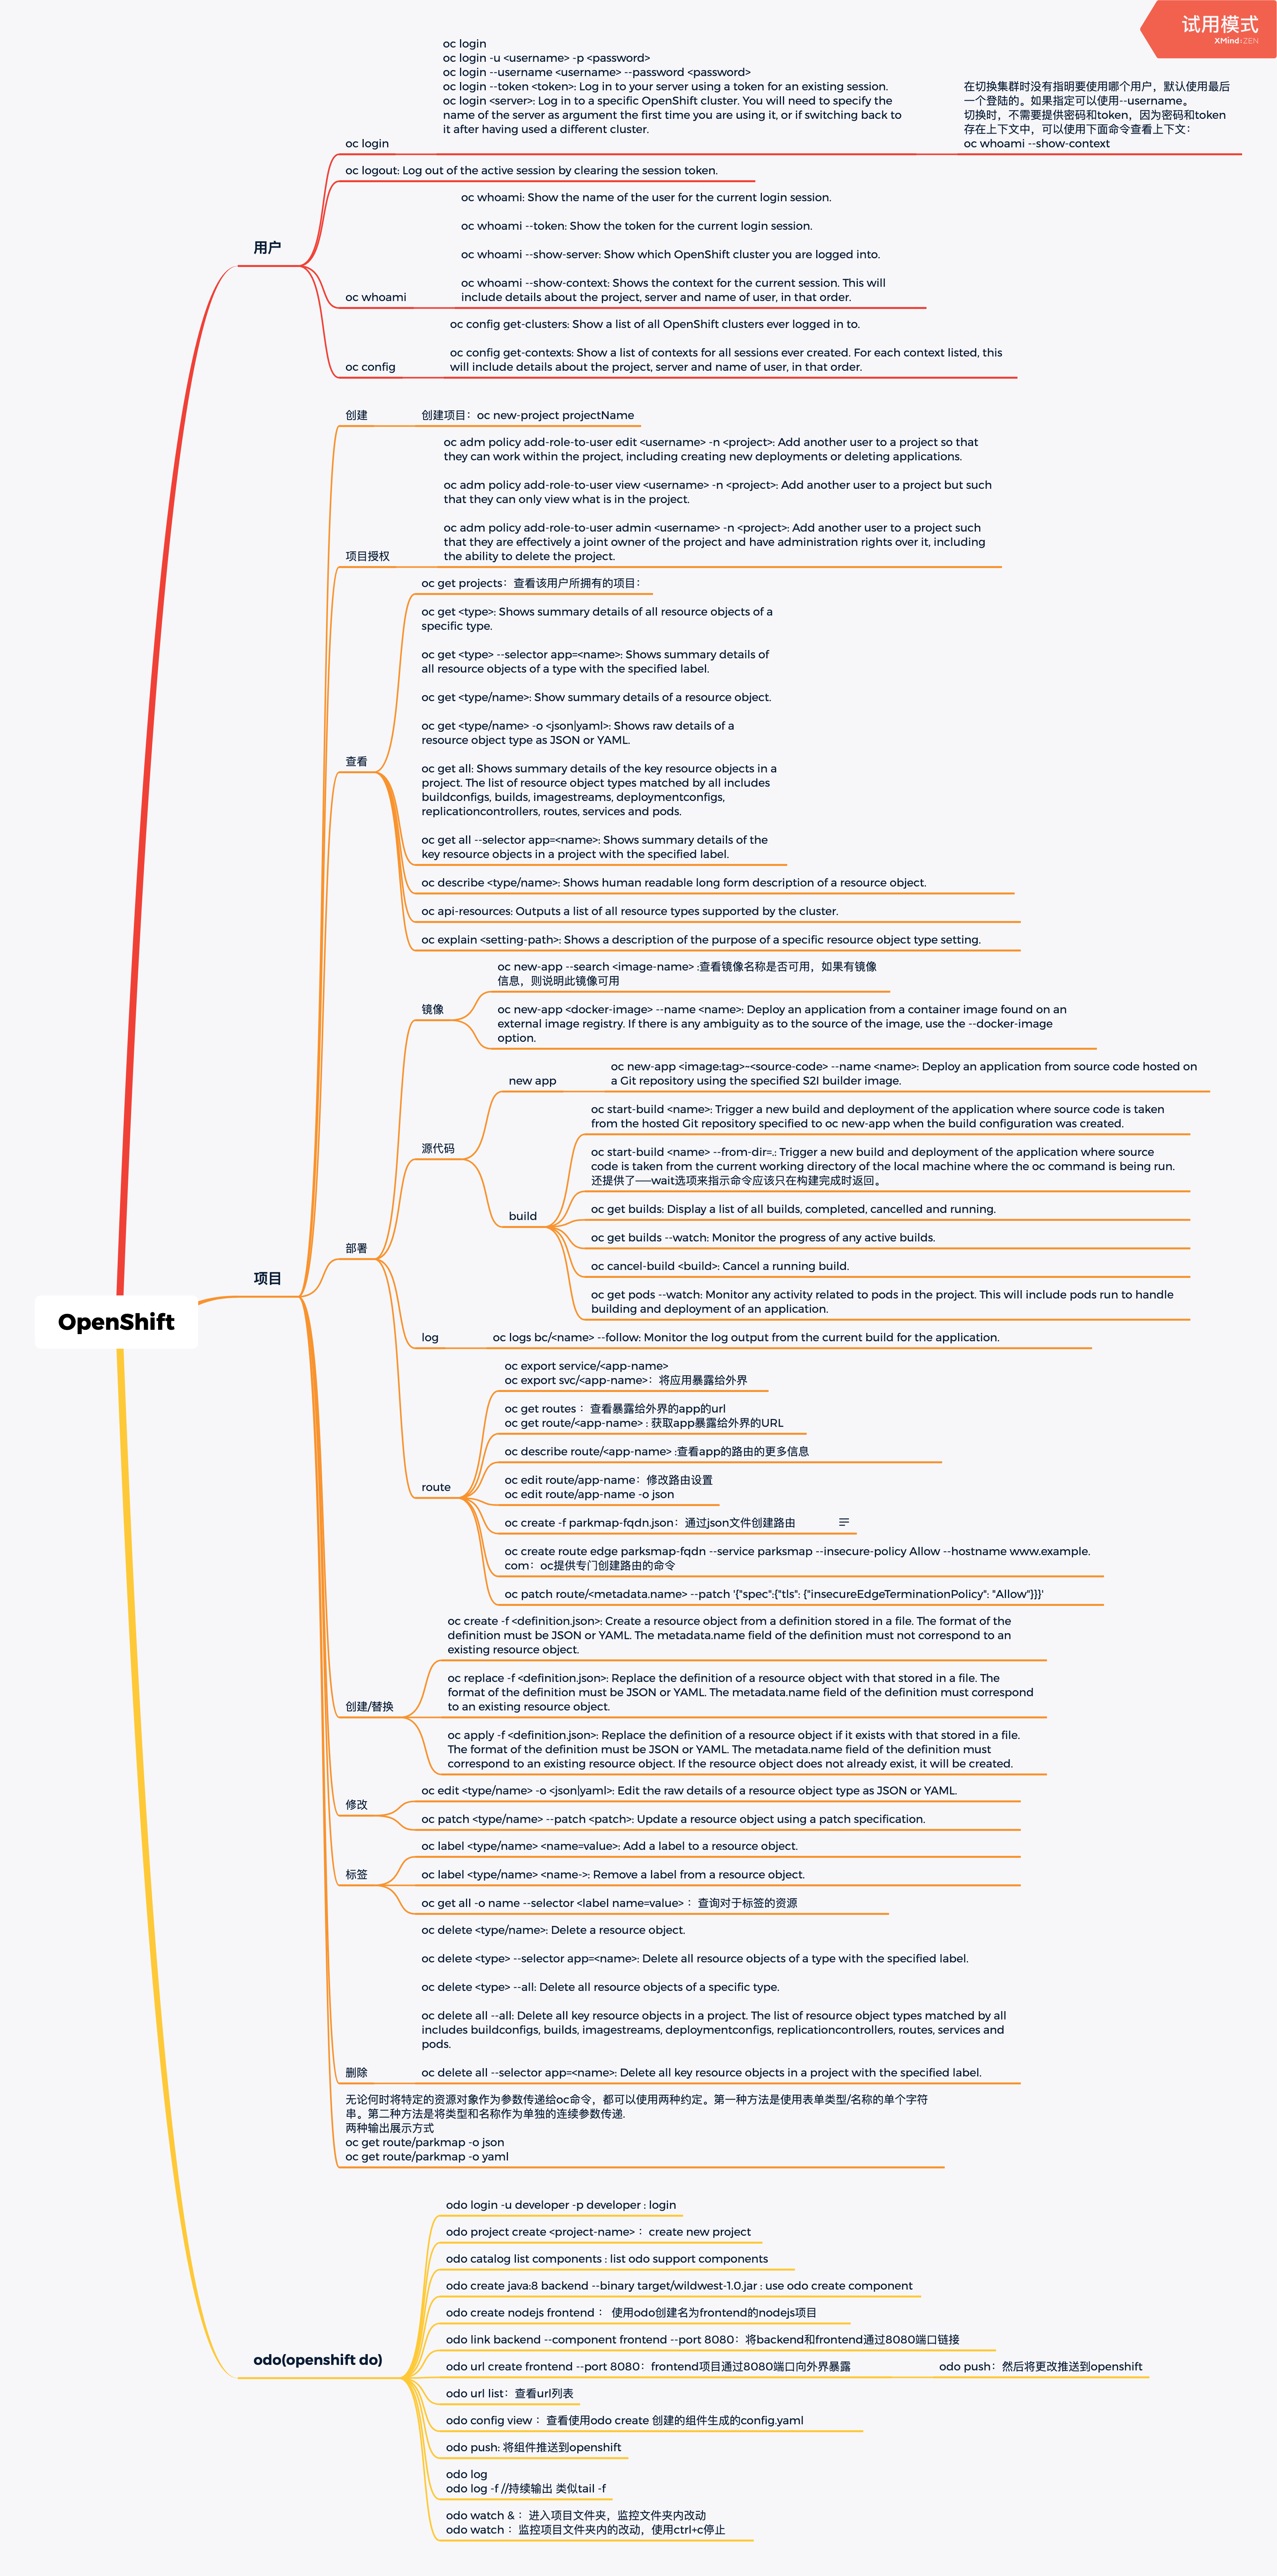 试用模式
XMind:ZEN
oc login
oc login -u <username> -p <password>
oc login --username <username> --password <password>
oc login --token <token>: Log in to your server using a token for an existing session.
oc login <server>: Log in to a specific OpenShift cluster. You will need to specify the
name of the server as argument the first time you are using it, or if switching back to
it after having used a different cluster.
在切换集群时没有指明要使用哪个用户，默认使用最后
一个登陆的。如果指定可以使用--username。
切换时，不需要提供密码和token，因为密码和token
存在上下文中，可以使用下面命令查看上下文：
oc whoami --show-context
oc login
oc logout: Log out of the active session by clearing the session token.
oc whoami: Show the name of the user for the current login session.
oc whoami --token: Show the token for the current login session.
用户
oc whoami --show-server: Show which OpenShift cluster you are logged into.
oc whoami --show-context: Shows the context for the current session. This will
include details about the project, server and name of user, in that order.
oc whoami
oc config get-clusters: Show a list of all OpenShift clusters ever logged in to.
oc config get-contexts: Show a list of contexts for all sessions ever created. For each context listed, this
will include details about the project, server and name of user, in that order.
oc config
创建
创建项目：oc new-project projectName
oc adm policy add-role-to-user edit <username> -n <project>: Add another user to a project so that
they can work within the project, including creating new deployments or deleting applications.
oc adm policy add-role-to-user view <username> -n <project>: Add another user to a project but such
that they can only view what is in the project.
oc adm policy add-role-to-user admin <username> -n <project>: Add another user to a project such
that they are effectively a joint owner of the project and have administration rights over it, including
the ability to delete the project.
项目授权
oc get projects：查看该用户所拥有的项目：
oc get <type>: Shows summary details of all resource objects of a
specific type.
oc get <type> --selector app=<name>: Shows summary details of
all resource objects of a type with the specified label.
oc get <type/name>: Show summary details of a resource object.
oc get <type/name> -o <json|yaml>: Shows raw details of a
resource object type as JSON or YAML.
查看
oc get all: Shows summary details of the key resource objects in a
project. The list of resource object types matched by all includes
buildconfigs, builds, imagestreams, deploymentconfigs,
replicationcontrollers, routes, services and pods.
oc get all --selector app=<name>: Shows summary details of the
key resource objects in a project with the specified label.
oc describe <type/name>: Shows human readable long form description of a resource object.
oc api-resources: Outputs a list of all resource types supported by the cluster.
oc explain <setting-path>: Shows a description of the purpose of a specific resource object type setting.
oc new-app --search <image-name> :查看镜像名称是否可用，如果有镜像
信息，则说明此镜像可用
镜像
oc new-app <docker-image> --name <name>: Deploy an application from a container image found on an
external image registry. If there is any ambiguity as to the source of the image, use the --docker-image
option.
new app
oc new-app <image:tag>~<source-code> --name <name>: Deploy an application from source code hosted on
a Git repository using the specified S2I builder image.
源代码
oc start-build <name>: Trigger a new build and deployment of the application where source code is taken
from the hosted Git repository specified to oc new-app when the build configuration was created.
oc start-build <name> --from-dir=.: Trigger a new build and deployment of the application where source
code is taken from the current working directory of the local machine where the oc command is being run.
还提供了——wait选项来指示命令应该只在构建完成时返回。
build
oc get builds: Display a list of all builds, completed, cancelled and running.
oc get builds --watch: Monitor the progress of any active builds.
oc cancel-build <build>: Cancel a running build.
oc get pods --watch: Monitor any activity related to pods in the project. This will include pods run to handle
building and deployment of an application.
部署
项目
OpenShift
log
oc logs bc/<name> --follow: Monitor the log output from the current build for the application.
oc export service/<app-name>
oc export svc/<app-name>：将应用暴露给外界
oc get routes ：查看暴露给外界的app的url
oc get route/<app-name> : 获取app暴露给外界的URL
oc describe route/<app-name> :查看app的路由的更多信息
route
oc edit route/app-name：修改路由设置
oc edit route/app-name -o json
oc create -f parkmap-fqdn.json：通过json文件创建路由
oc create route edge parksmap-fqdn --service parksmap --insecure-policy Allow --hostname www.example.
com：oc提供专门创建路由的命令
oc patch route/<metadata.name> --patch '{"spec":{"tls": {"insecureEdgeTerminationPolicy": "Allow"}}}'
oc create -f <definition.json>: Create a resource object from a definition stored in a file. The format of the
definition must be JSON or YAML. The metadata.name field of the definition must not correspond to an
existing resource object.
创建/替换
oc replace -f <definition.json>: Replace the definition of a resource object with that stored in a file. The
format of the definition must be JSON or YAML. The metadata.name field of the definition must correspond
to an existing resource object.
oc apply -f <definition.json>: Replace the definition of a resource object if it exists with that stored in a file.
The format of the definition must be JSON or YAML. The metadata.name field of the definition must
correspond to an existing resource object. If the resource object does not already exist, it will be created.
修改
oc edit <type/name> -o <json|yaml>: Edit the raw details of a resource object type as JSON or YAML.
oc patch <type/name> --patch <patch>: Update a resource object using a patch specification.
标签
oc label <type/name> <name=value>: Add a label to a resource object.
oc label <type/name> <name->: Remove a label from a resource object.
oc get all -o name --selector <label name=value> ：查询对于标签的资源
oc delete <type/name>: Delete a resource object.
oc delete <type> --selector app=<name>: Delete all resource objects of a type with the specified label.
oc delete <type> --all: Delete all resource objects of a specific type.
oc delete all --all: Delete all key resource objects in a project. The list of resource object types matched by all
includes buildconfigs, builds, imagestreams, deploymentconfigs, replicationcontrollers, routes, services and
pods.
删除
oc delete all --selector app=<name>: Delete all key resource objects in a project with the specified label.
无论何时将特定的资源对象作为参数传递给oc命令，都可以使用两种约定。第一种方法是使用表单类型/名称的单个字符
串。第二种方法是将类型和名称作为单独的连续参数传递.
两种输出展示方式
oc get route/parkmap -o json
oc get route/parkmap -o yaml
odo login -u developer -p developer : login
odo project create <project-name> ：create new project
odo catalog list components : list odo support components
odo create java:8 backend --binary target/wildwest-1.0.jar : use odo create component
odo create nodejs frontend ： 使用odo创建名为frontend的nodejs项目
odo link backend --component frontend --port 8080：将backend和frontend通过8080端口链接
odo(openshift do)
odo url create frontend --port 8080：frontend项目通过8080端口向外界暴露
odo push：然后将更改推送到openshift
odo url list：查看url列表
odo config view ：查看使用odo create 创建的组件生成的config.yaml
odo push: 将组件推送到openshift
odo log
odo log -f //持续输出 类似tail -f
odo watch & ：进入项目文件夹，监控文件夹内改动
odo watch ：监控项目文件夹内的改动，使用ctrl+c停止